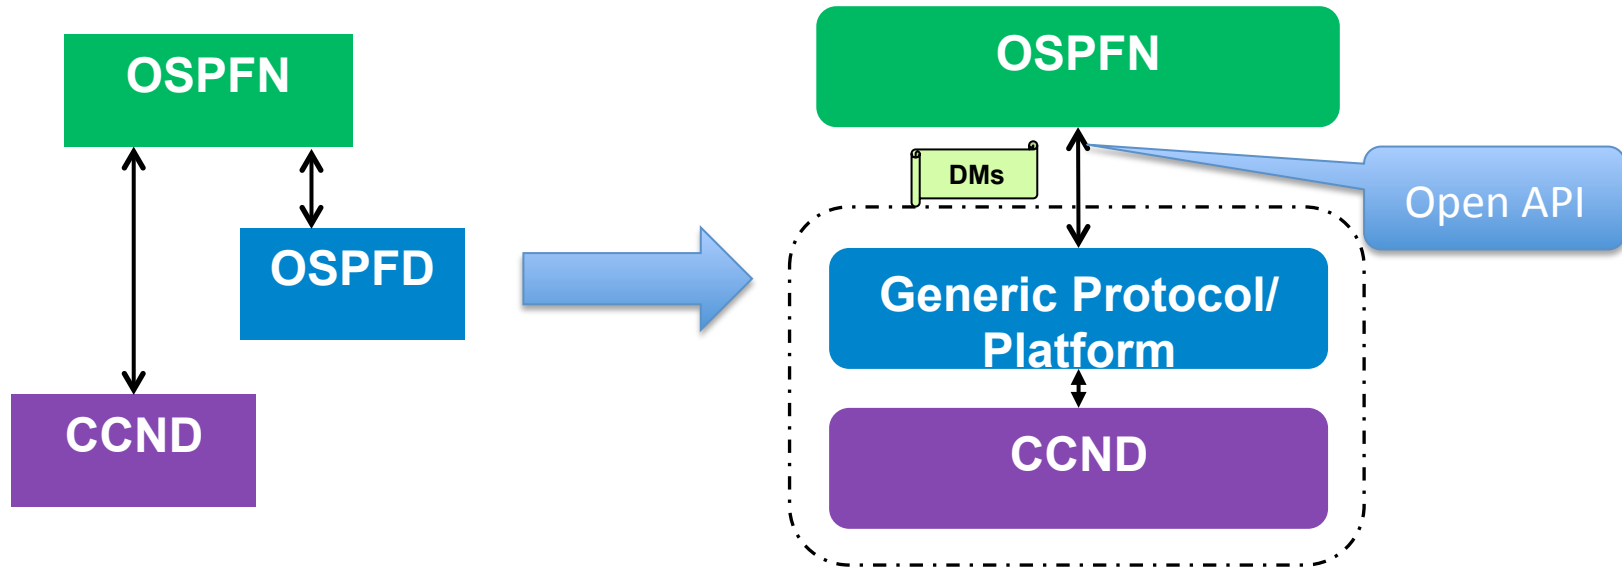 OSPFN
OSPFD
CCND
OSPFN
DMs
Open API
Generic Protocol/
Platform
CCND